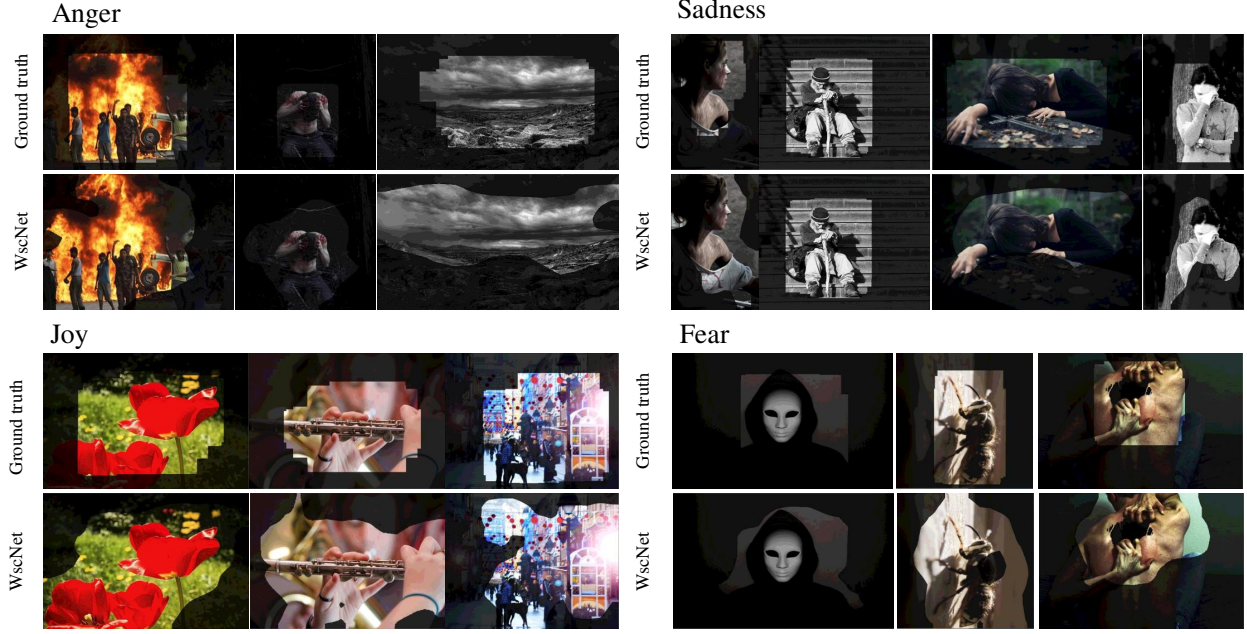 Anger
Ground truth
WscNet
Sadness
Ground truth
WscNet
Joy
Ground truth
WscNet
Fear
Ground truth
WscNet